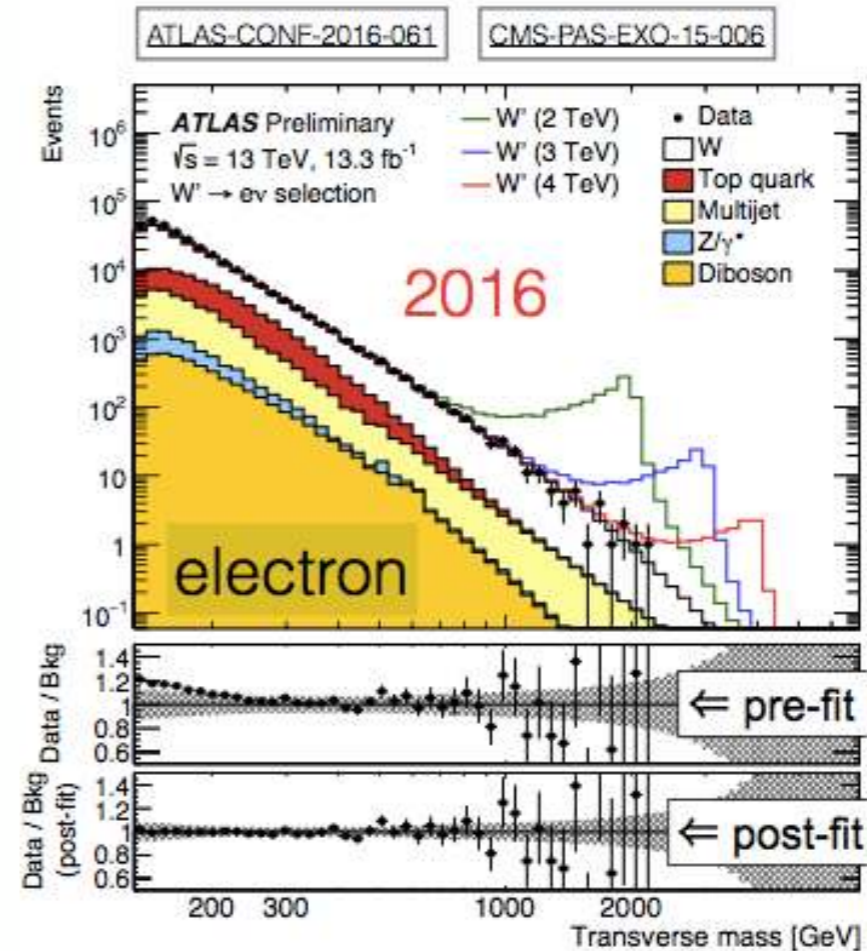 ATLAS-CONF-2016-061 CMS-PAS-EXO-15-006
Events
10⁶
10⁵
10⁴
10³
10²
10
1
10⁻¹
ATLAS Preliminary
√s = 13 TeV, 13.3 fb⁻¹
W' → eν selection
W' (2 TeV)
W' (3 TeV)
W' (4 TeV)
Data
W
Top quark
Multijet
Z/γ*
Diboson
2016
electron
Data / Bkg
1.4
1.2
1
0.8
0.6
⇐ pre-fit
Data / Bkg
(post-fit)
1.4
1.2
1
0.8
0.6
⇐ post-fit
200 300 1000 2000
Transverse mass [GeV]